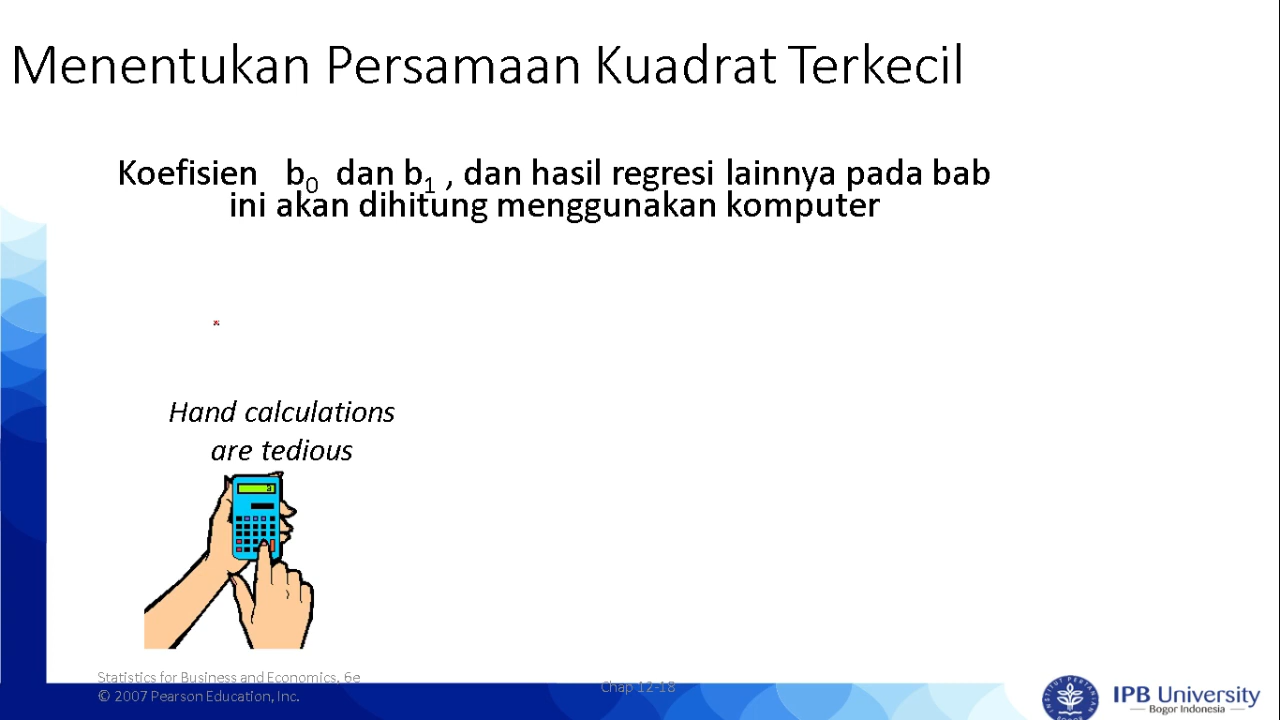 Menentukan Persamaan Kuadrat Terkecil
Koefisien b0 dan b1 , dan hasil regresi lainnya pada bab
ini akan dihitung menggunakan komputer
Hand calculations
are tedious
Statistics for Business and Economics, 6e
© 2007 Pearson Education, Inc.
Chap 12-18
IPB University
Bogor Indonesia